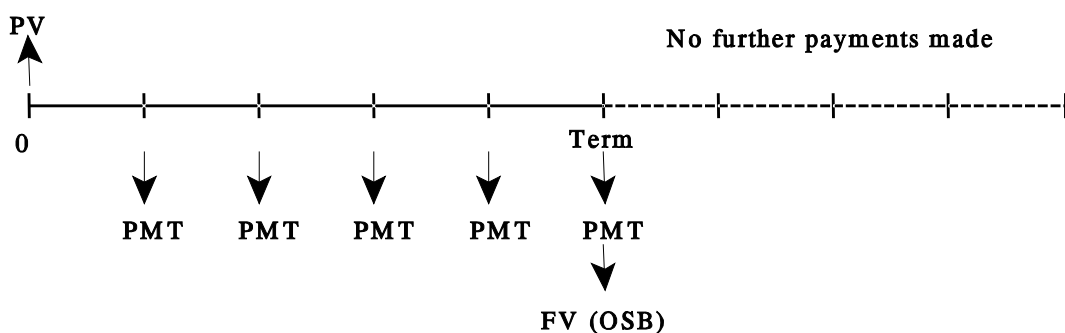 PV
No further payments made
0
Term
PMT PMT PMT PMT PMT
FV (OSB)